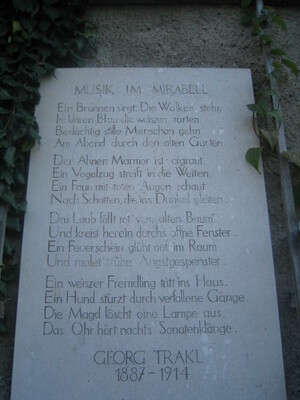 MUSIK IM MIRABELL
Ein Brunnen singt. Die Wolken stehn
Im klaren Blau, die weiszen, zarten.
Bedächtig stille Menschen gehn
Am Abend durch den alten Garten.
Der Ahnen Marmor ist ergraut.
Ein Vogelzug streift in die Weiten.
Ein Faun mit toten Augen schaut
Nach Schatten, die ins Dunkel gleiten.
Das Laub fällt rot vom alten Baum
Und kreist herein durchs offne Fenster.
Ein Feuerschein glüht auf im Raum
Und malet trübe Angstgespenster.
Ein weiszer Fremdling tritt ins Haus.
Ein Hund stürzt durch verfallene Gänge.
Die Magd löscht eine Lampe aus.
Das Ohr hört nachts Sonatenklänge.
GEORG TRAKL
1887-1914